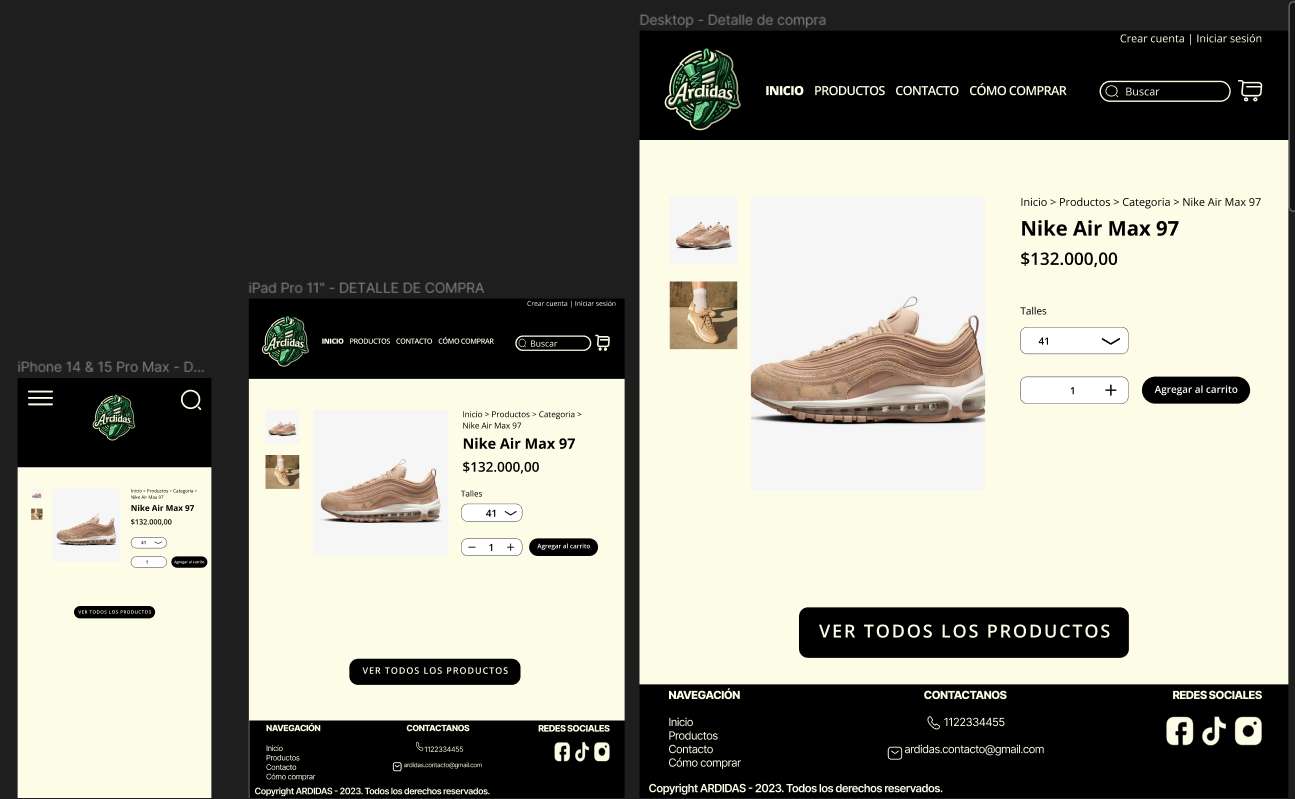 Desktop - Detalle de compra
Crear cuenta | Iniciar sesión
Ardidas
INICIO PRODUCTOS CONTACTO CÓMO COMPRAR
Buscar
Inicio > Productos > Categoria > Nike Air Max 97
Nike Air Max 97
$132.000,00
Talles
41
1 +
Agregar al carrito
VER TODOS LOS PRODUCTOS
NAVEGACIÓN
Inicio
Productos
Contacto
Cómo comprar
CONTACTANOS
1122334455
ardidas.contacto@gmail.com
REDES SOCIALES
Copyright ARDIDAS - 2023. Todos los derechos reservados.
iPad Pro 11" - DETALLE DE COMPRA
Crear cuenta | Iniciar sesión
Ardidas
INICIO PRODUCTOS CONTACTO CÓMO COMPRAR
Buscar
Inicio > Productos > Categoria >
Nike Air Max 97
Nike Air Max 97
$132.000,00
Talles
41
− 1 +
Agregar al carrito
VER TODOS LOS PRODUCTOS
NAVEGACIÓN
Inicio
Productos
Contacto
Cómo comprar
CONTACTANOS
1122334455
ardidas.contacto@gmail.com
REDES SOCIALES
Copyright ARDIDAS - 2023. Todos los derechos reservados.
iPhone 14 & 15 Pro Max - D...
Ardidas
Inicio > Productos > Categoria >
Nike Air Max 97
Nike Air Max 97
$132.000,00
41
1
Agregar al carrito
VER TODOS LOS PRODUCTOS